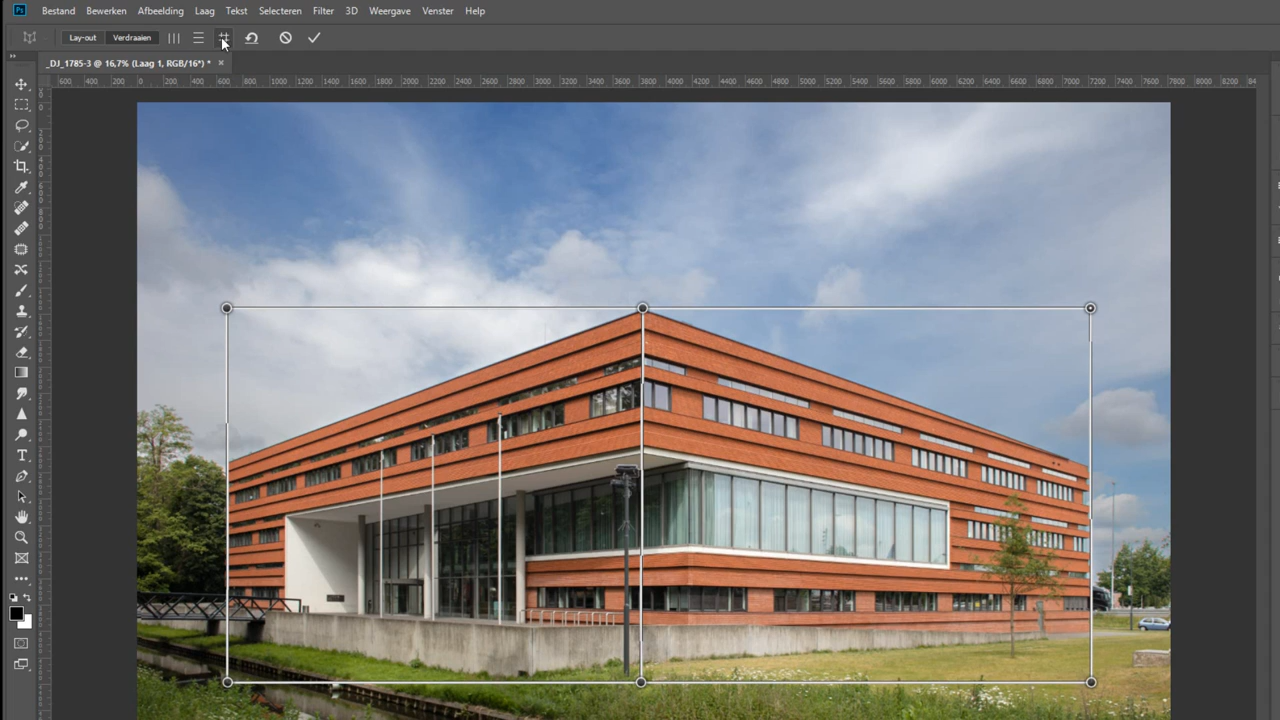 Ps Bestand Bewerken Afbeelding Laag Tekst Selecteren Filter 3D Weergave Venster Help
Lay-out Verdraaien
_DJ_1785-3 @ 16,7% (Laag 1, RGB/16*) * ×
600 400 200 0 200 400 600 800 1000 1200 1400 1600 1800 2000 2200 2400 2600 2800 3000 3200 3400 3600 3800 4000 4200 4400 4600 4800 5000 5200 5400 5600 5800 6000 6200 6400 6600 6800 7000 7200 7400 7600 7800 8000 8200 84